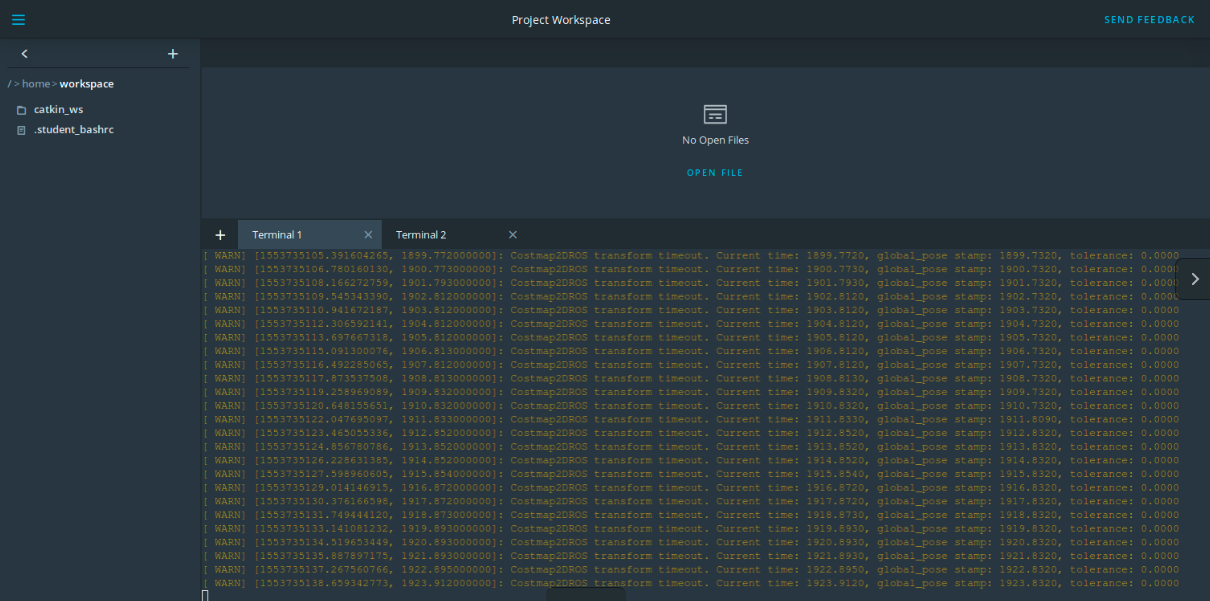 Project Workspace
SEND FEEDBACK
/ > home > workspace
catkin_ws
.student_bashrc
No Open Files
OPEN FILE
Terminal 1
Terminal 2
[ WARN] [1553735105.391604265, 1899.772000000]: Costmap2DROS transform timeout. Current time: 1899.7720, global_pose stamp: 1899.7320, tolerance: 0.0000
[ WARN] [1553735106.780160130, 1900.773000000]: Costmap2DROS transform timeout. Current time: 1900.7730, global_pose stamp: 1900.7320, tolerance: 0.0000
[ WARN] [1553735108.166272759, 1901.793000000]: Costmap2DROS transform timeout. Current time: 1901.7930, global_pose stamp: 1901.7320, tolerance: 0.0000
[ WARN] [1553735109.545343390, 1902.812000000]: Costmap2DROS transform timeout. Current time: 1902.8120, global_pose stamp: 1902.7320, tolerance: 0.0000
[ WARN] [1553735110.941672187, 1903.812000000]: Costmap2DROS transform timeout. Current time: 1903.8120, global_pose stamp: 1903.7320, tolerance: 0.0000
[ WARN] [1553735112.306592141, 1904.812000000]: Costmap2DROS transform timeout. Current time: 1904.8120, global_pose stamp: 1904.7320, tolerance: 0.0000
[ WARN] [1553735113.697667318, 1905.812000000]: Costmap2DROS transform timeout. Current time: 1905.8120, global_pose stamp: 1905.7320, tolerance: 0.0000
[ WARN] [1553735115.091300076, 1906.813000000]: Costmap2DROS transform timeout. Current time: 1906.8120, global_pose stamp: 1906.7320, tolerance: 0.0000
[ WARN] [1553735116.492285065, 1907.812000000]: Costmap2DROS transform timeout. Current time: 1907.8120, global_pose stamp: 1907.7320, tolerance: 0.0000
[ WARN] [1553735117.873537508, 1908.813000000]: Costmap2DROS transform timeout. Current time: 1908.8130, global_pose stamp: 1908.7320, tolerance: 0.0000
[ WARN] [1553735119.258969089, 1909.832000000]: Costmap2DROS transform timeout. Current time: 1909.8320, global_pose stamp: 1909.7320, tolerance: 0.0000
[ WARN] [1553735120.648155651, 1910.832000000]: Costmap2DROS transform timeout. Current time: 1910.8320, global_pose stamp: 1910.7320, tolerance: 0.0000
[ WARN] [1553735122.047695097, 1911.833000000]: Costmap2DROS transform timeout. Current time: 1911.8330, global_pose stamp: 1911.8090, tolerance: 0.0000
[ WARN] [1553735123.465055336, 1912.852000000]: Costmap2DROS transform timeout. Current time: 1912.8520, global_pose stamp: 1912.8320, tolerance: 0.0000
[ WARN] [1553735124.856780786, 1913.852000000]: Costmap2DROS transform timeout. Current time: 1913.8520, global_pose stamp: 1913.8320, tolerance: 0.0000
[ WARN] [1553735126.228631385, 1914.852000000]: Costmap2DROS transform timeout. Current time: 1914.8520, global_pose stamp: 1914.8320, tolerance: 0.0000
[ WARN] [1553735127.598960605, 1915.854000000]: Costmap2DROS transform timeout. Current time: 1915.8540, global_pose stamp: 1915.8320, tolerance: 0.0000
[ WARN] [1553735129.014146915, 1916.872000000]: Costmap2DROS transform timeout. Current time: 1916.8720, global_pose stamp: 1916.8320, tolerance: 0.0000
[ WARN] [1553735130.376166598, 1917.872000000]: Costmap2DROS transform timeout. Current time: 1917.8720, global_pose stamp: 1917.8320, tolerance: 0.0000
[ WARN] [1553735131.749444120, 1918.873000000]: Costmap2DROS transform timeout. Current time: 1918.8730, global_pose stamp: 1918.8320, tolerance: 0.0000
[ WARN] [1553735133.141081232, 1919.893000000]: Costmap2DROS transform timeout. Current time: 1919.8930, global_pose stamp: 1919.8320, tolerance: 0.0000
[ WARN] [1553735134.519653449, 1920.893000000]: Costmap2DROS transform timeout. Current time: 1920.8930, global_pose stamp: 1920.8320, tolerance: 0.0000
[ WARN] [1553735135.887897175, 1921.893000000]: Costmap2DROS transform timeout. Current time: 1921.8930, global_pose stamp: 1921.8320, tolerance: 0.0000
[ WARN] [1553735137.267560766, 1922.895000000]: Costmap2DROS transform timeout. Current time: 1922.8950, global_pose stamp: 1922.8320, tolerance: 0.0000
[ WARN] [1553735138.659342773, 1923.912000000]: Costmap2DROS transform timeout. Current time: 1923.9120, global_pose stamp: 1923.8320, tolerance: 0.0000